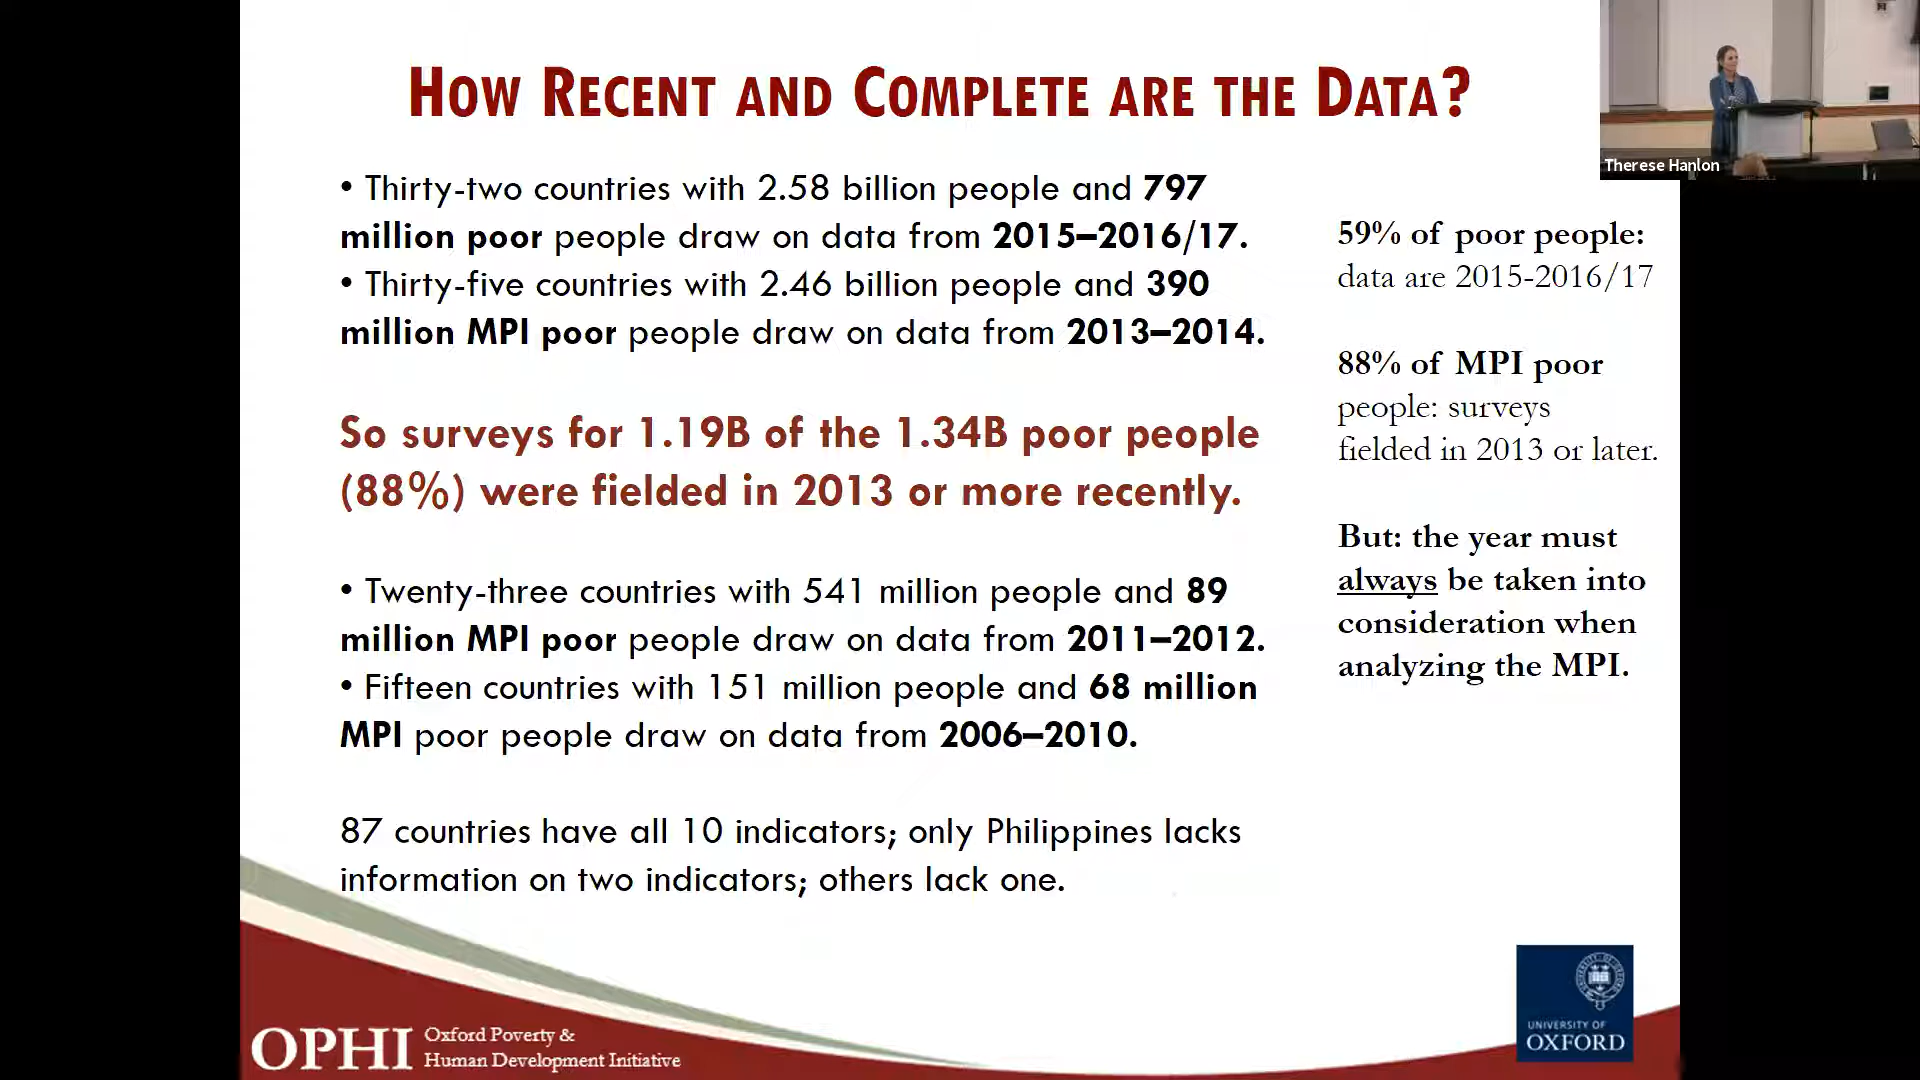 HOW RECENT AND COMPLETE ARE THE DATA?
• Thirty-two countries with 2.58 billion people and 797
million poor people draw on data from 2015–2016/17.
• Thirty-five countries with 2.46 billion people and 390
million MPI poor people draw on data from 2013–2014.
So surveys for 1.19B of the 1.34B poor people
(88%) were fielded in 2013 or more recently.
• Twenty-three countries with 541 million people and 89
million MPI poor people draw on data from 2011–2012.
• Fifteen countries with 151 million people and 68 million
MPI poor people draw on data from 2006–2010.
87 countries have all 10 indicators; only Philippines lacks
information on two indicators; others lack one.
59% of poor people:
data are 2015-2016/17
88% of MPI poor
people: surveys
fielded in 2013 or later.
But: the year must
always be taken into
consideration when
analyzing the MPI.
Therese Hanlon
OPHI
Oxford Poverty &
Human Development Initiative
UNIVERSITY OF
OXFORD